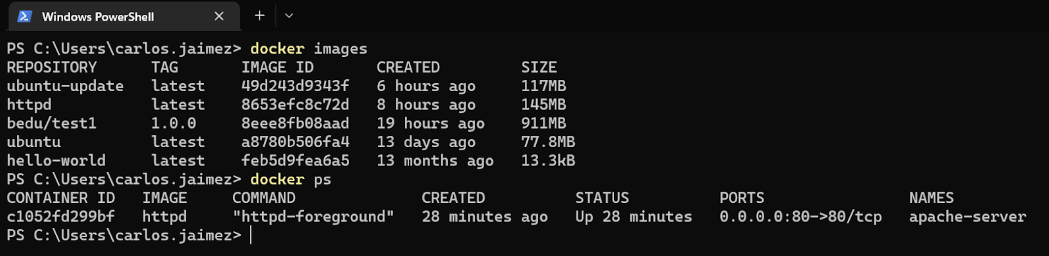 Windows PowerShell
PS C:\Users\carlos.jaimez> docker images
REPOSITORY TAG IMAGE ID CREATED SIZE
ubuntu-update latest 49d243d9343f 6 hours ago 117MB
httpd latest 8653efc8c72d 8 hours ago 145MB
bedu/test1 1.0.0 8eee8fb08aad 19 hours ago 911MB
ubuntu latest a8780b506fa4 13 days ago 77.8MB
hello-world latest feb5d9fea6a5 13 months ago 13.3kB
PS C:\Users\carlos.jaimez> docker ps
CONTAINER ID IMAGE COMMAND CREATED STATUS PORTS NAMES
c1052fd299bf httpd "httpd-foreground" 28 minutes ago Up 28 minutes 0.0.0.0:80->80/tcp apache-server
PS C:\Users\carlos.jaimez>